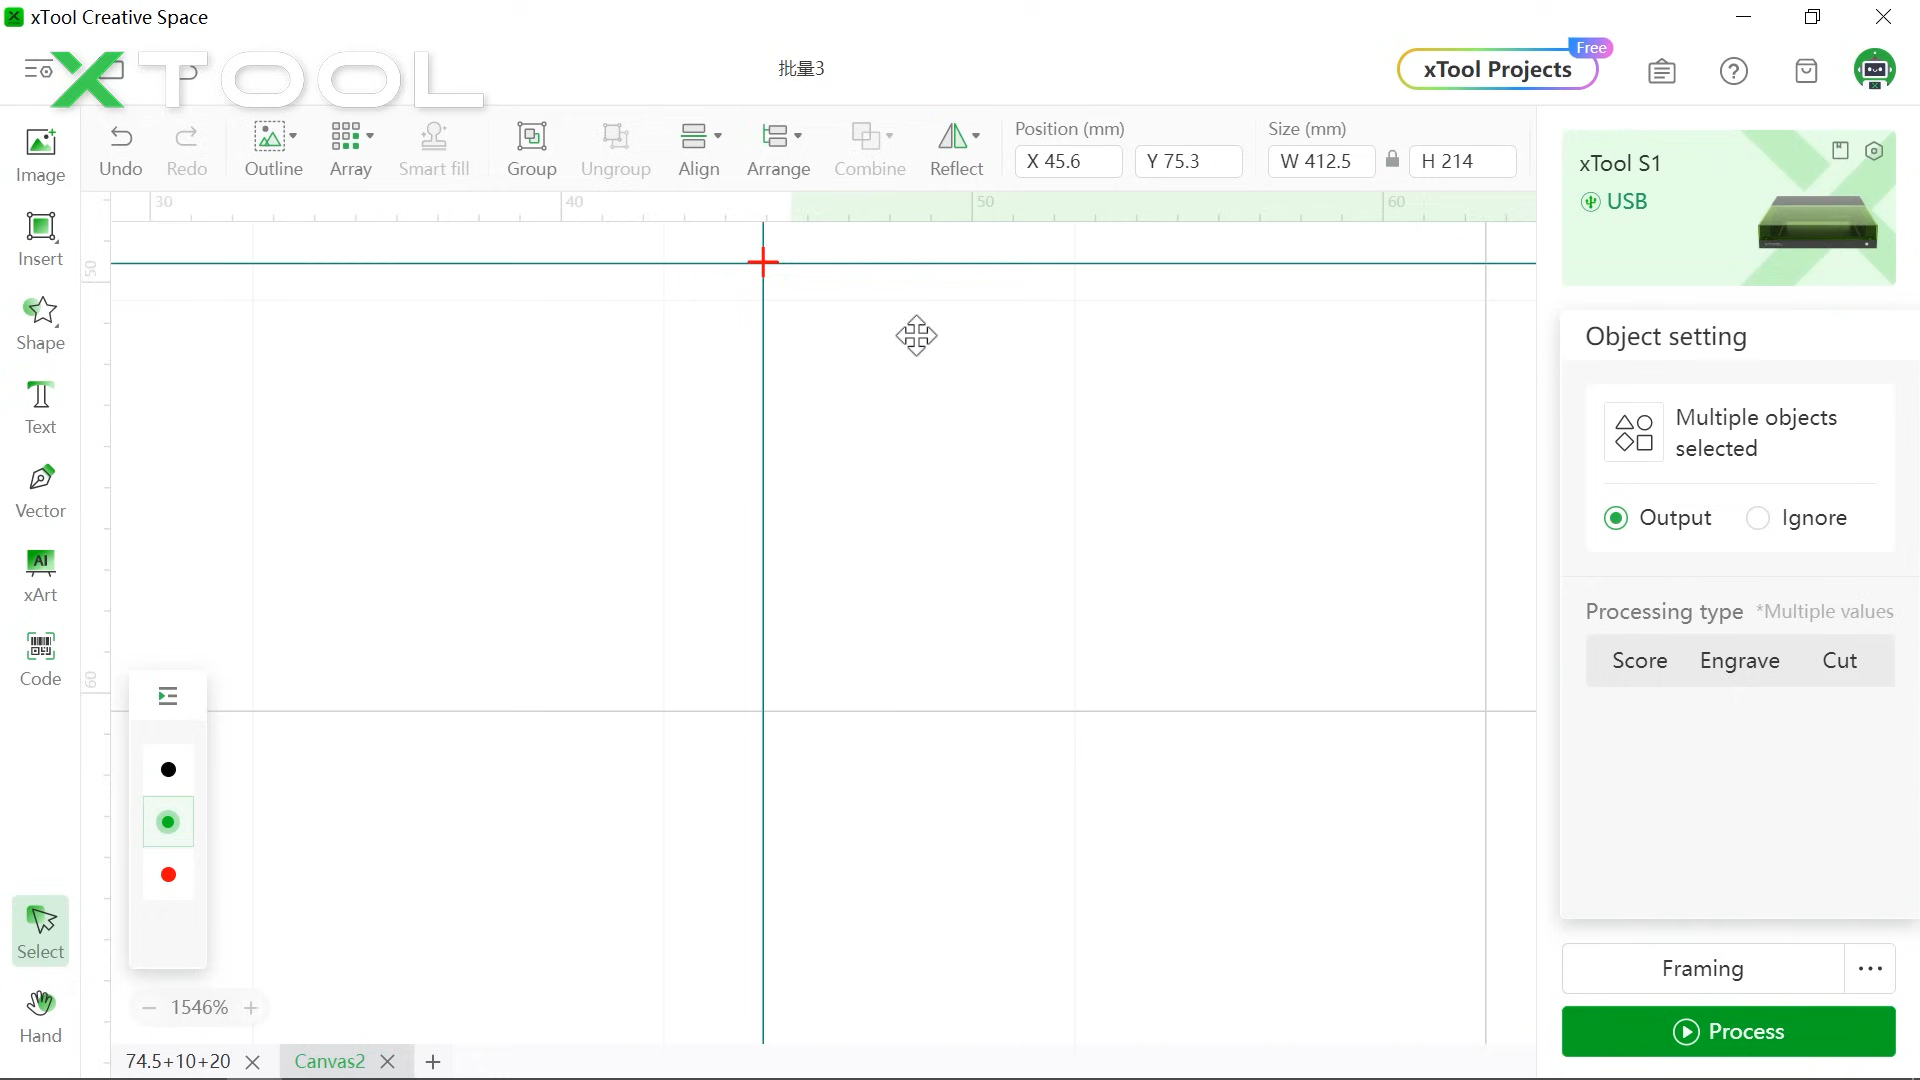 xTool Creative Space
XTOOL
批量3
Free
xTool Projects
Undo
Redo
Outline
Array
Smart fill
Group
Ungroup
Align
Arrange
Combine
Reflect
Position (mm)
X 45.6
Y 75.3
Size (mm)
W 412.5
H 214
Image
Insert
Shape
Text
Vector
AI
xArt
Code
Select
Hand
30
40
50
60
50
60
1546%
74.5+10+20
Canvas2
xTool S1
USB
Object setting
Multiple objects
selected
Output
Ignore
Processing type *Multiple values
Score
Engrave
Cut
Framing
Process